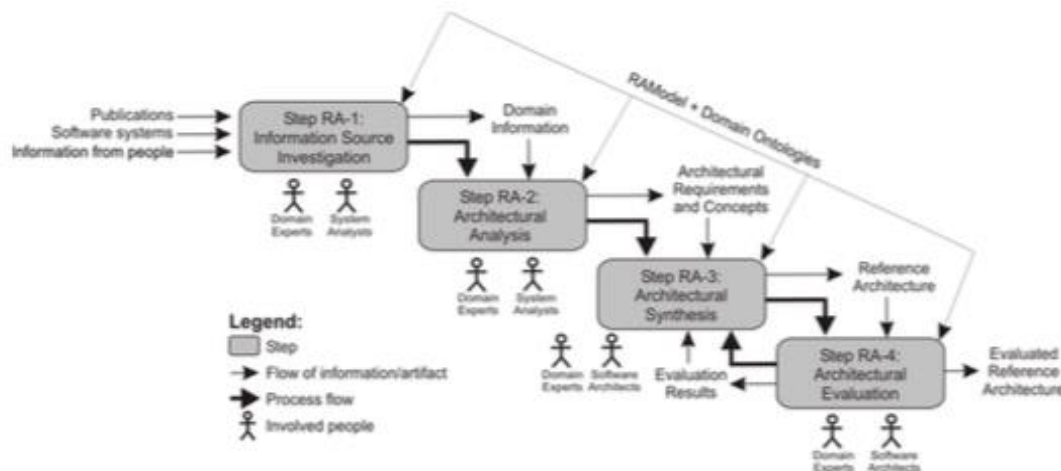 RAModel + Domain Ontologies
Publications
Software systems
Information from people
Step RA-1:
Information Source
Investigation
Domain
Information
Domain
Experts
System
Analysts
Step RA-2:
Architectural
Analysis
Architectural
Requirements
and Concepts
Domain
Experts
System
Analysts
Step RA-3:
Architectural
Synthesis
Reference
Architecture
Domain
Experts
Software
Architects
Evaluation
Results
Step RA-4:
Architectural
Evaluation
Evaluated
Reference
Architecture
Domain
Experts
Software
Architects
Legend:
Step
Flow of information/artifact
Process flow
Involved people